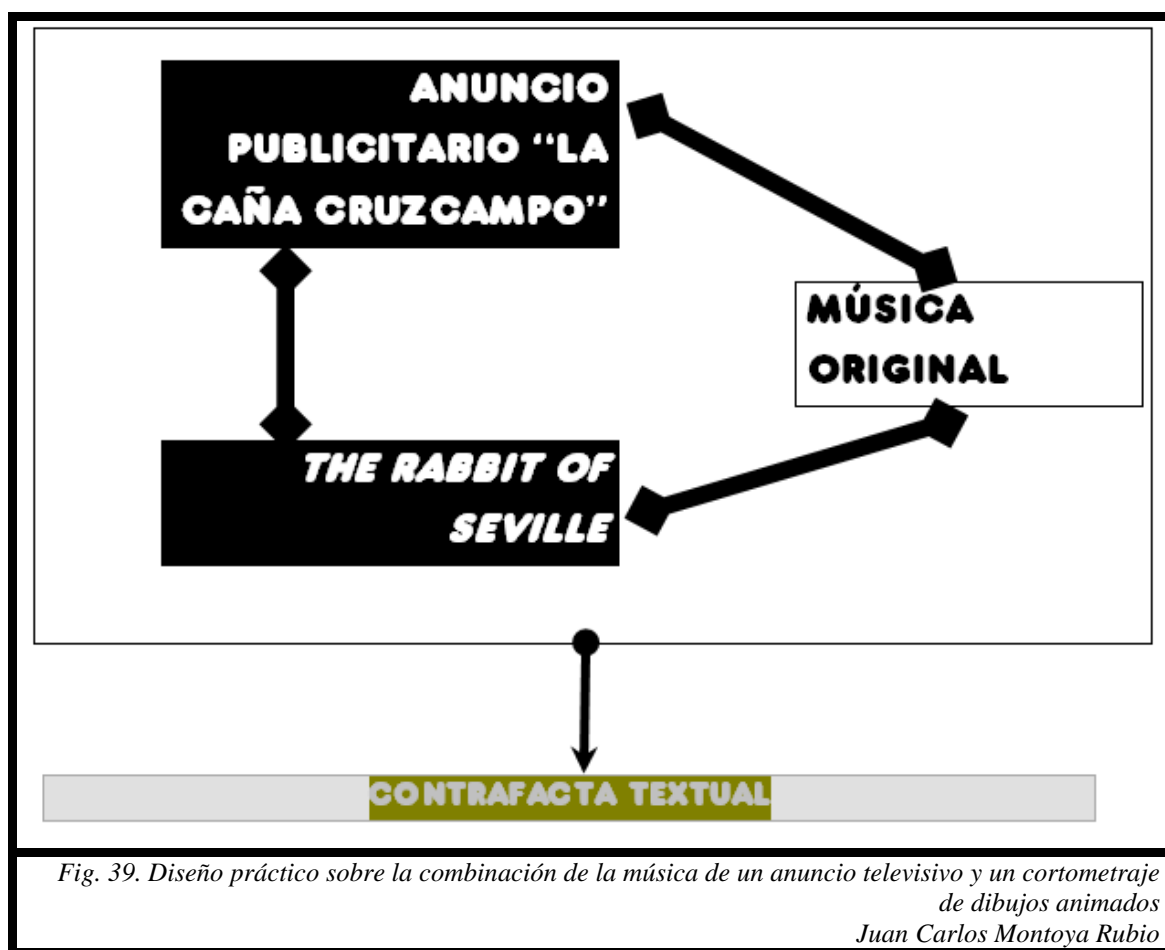 ANUNCIO
PUBLICITARIO “LA
CAÑA CRUZCAMPO”
MÚSICA
ORIGINAL
THE RABBIT OF
SEVILLE
CONTRAFACTA TEXTUAL
Fig. 39. Diseño práctico sobre la combinación de la música de un anuncio televisivo y un cortometraje
de dibujos animados
Juan Carlos Montoya Rubio